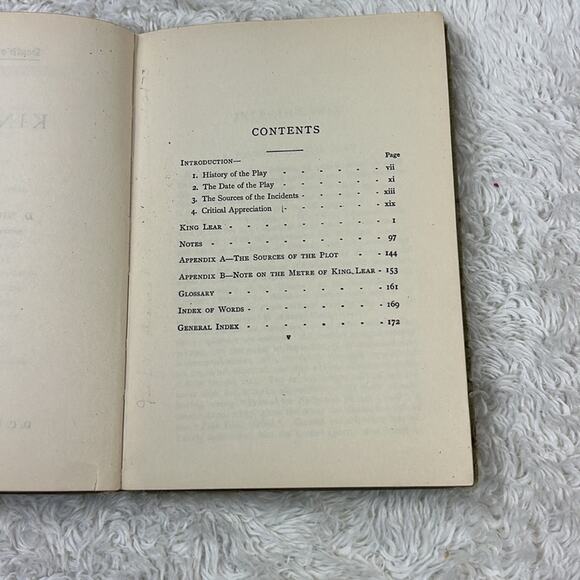 CONTENTS
INTRODUCTION—
Page
1. History of the Play - - - - - - vii
2. The Date of the Play - - - - - xi
3. The Sources of the Incidents - - - - xiii
4. Critical Appreciation - - - - - xix
KING LEAR - - - - - - - 1
NOTES - - - - - - - - 97
APPENDIX A—THE SOURCES OF THE PLOT - - - 144
APPENDIX B—NOTE ON THE METRE OF KING LEAR - 153
GLOSSARY - - - - - - - 161
INDEX OF WORDS - - - - - - 169
GENERAL INDEX - - - - - - - 172
v
KIN
D.
D. C.